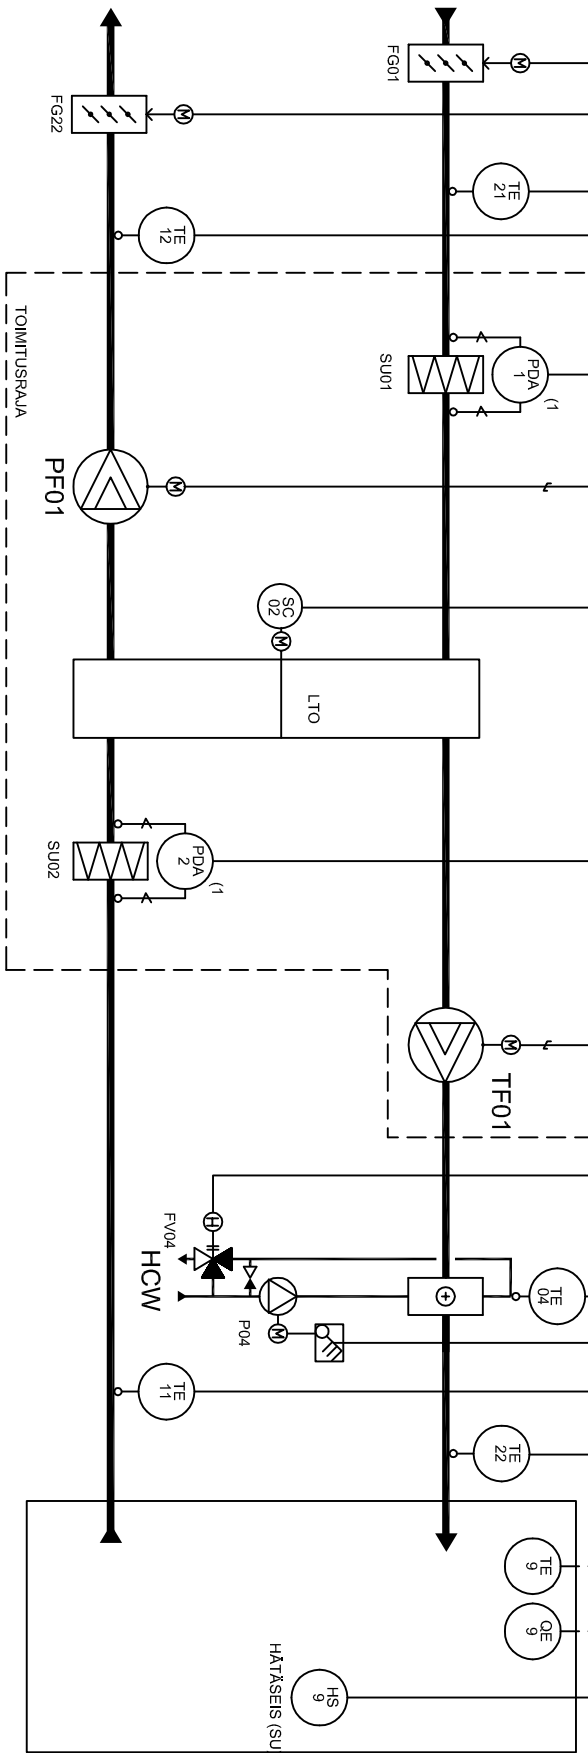 FG01
M
FG22
M
TE
21
TE
12
TOIMITUSRAJA
SU01
PDA
1
(1
PF01
M
SC
02
M
LTO
SU02
PDA
2
(1
TF01
M
FV04
H
HCW
P04
M
TE
04
TE
11
TE
22
TE
9
QE
9
HÄTÄSEIS (SU
HS
9